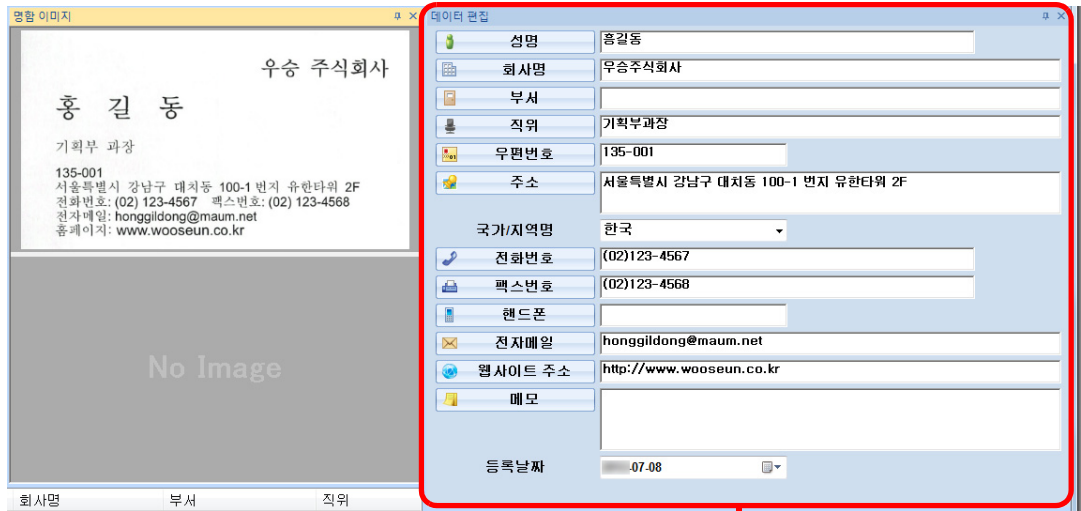 명함 이미지
우승 주식회사
홍 길 동
기획부 과장
135-001
서울특별시 강남구 대치동 100-1 번지 유한타워 2F
전화번호: (02) 123-4567 팩스번호: (02) 123-4568
전자메일: honggildong@maum.net
홈페이지: www.wooseun.co.kr
No Image
회사명 부서 직위
데이터 편집
성명 홍길동
회사명 우승주식회사
부서
직위 기획부과장
우편번호 135-001
주소 서울특별시 강남구 대치동 100-1 번지 유한타워 2F
국가/지역명 한국
전화번호 (02)123-4567
팩스번호 (02)123-4568
핸드폰
전자메일 honggildong@maum.net
웹사이트 주소 http://www.wooseun.co.kr
메모
등록날짜 -07-08